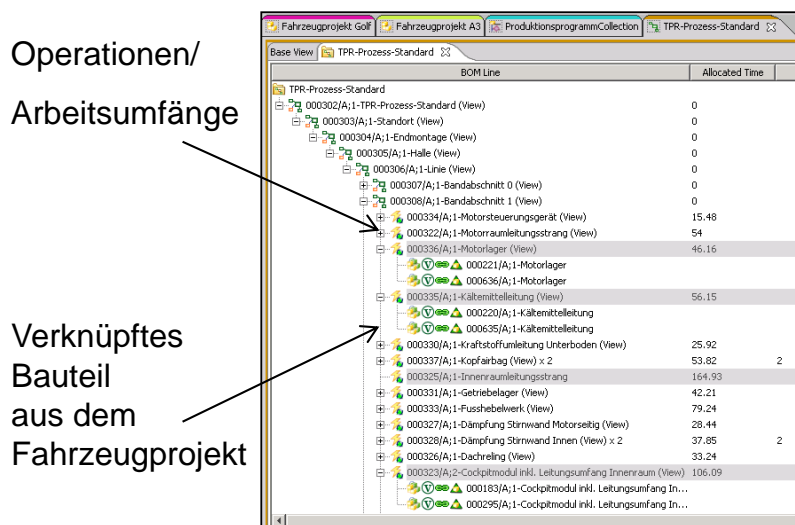 Operationen/
Arbeitsumfänge
Verknüpftes
Bauteil
aus dem
Fahrzeugprojekt
Fahrzeugprojekt Golf Fahrzeugprojekt A3 ProduktionsprogrammCollection TPR-Prozess-Standard
Base View TPR-Prozess-Standard
BOM Line Allocated Time
TPR-Prozess-Standard
000302/A;1-TPR-Prozess-Standard (View) 0
000303/A;1-Standort (View) 0
000304/A;1-Endmontage (View) 0
000305/A;1-Halle (View) 0
000306/A;1-Linie (View) 0
000307/A;1-Bandabschnitt 0 (View) 0
000308/A;1-Bandabschnitt 1 (View) 0
000334/A;1-Motorsteuerungsgerät (View) 15.48
000322/A;1-Motorraumleitungsstrang (View) 54
000336/A;1-Motorlager (View) 46.16
V 000221/A;1-Motorlager
V 000636/A;1-Motorlager
000335/A;1-Kältemittelleitung (View) 56.15
V 000220/A;1-Kältemittelleitung
V 000635/A;1-Kältemittelleitung
000330/A;1-Kraftstoffumleitung Unterboden (View) 25.92
000337/A;1-Kopfairbag (View) x 2 53.82 2
000325/A;1-Innenraumleitungsstrang 164.93
000331/A;1-Getriebelager (View) 42.21
000333/A;1-Fusshebelwerk (View) 79.24
000327/A;1-Dämpfung Stirnwand Motorseitig (View) 28.44
000328/A;1-Dämpfung Stirnwand Innen (View) x 2 37.85 2
000326/A;1-Dachreling (View) 33.24
000323/A;2-Cockpitmodul inkl. Leitungsumfang Innenraum (View) 106.09
V 000183/A;1-Cockpitmodul inkl. Leitungsumfang In...
V 000295/A;1-Cockpitmodul inkl. Leitungsumfang In...